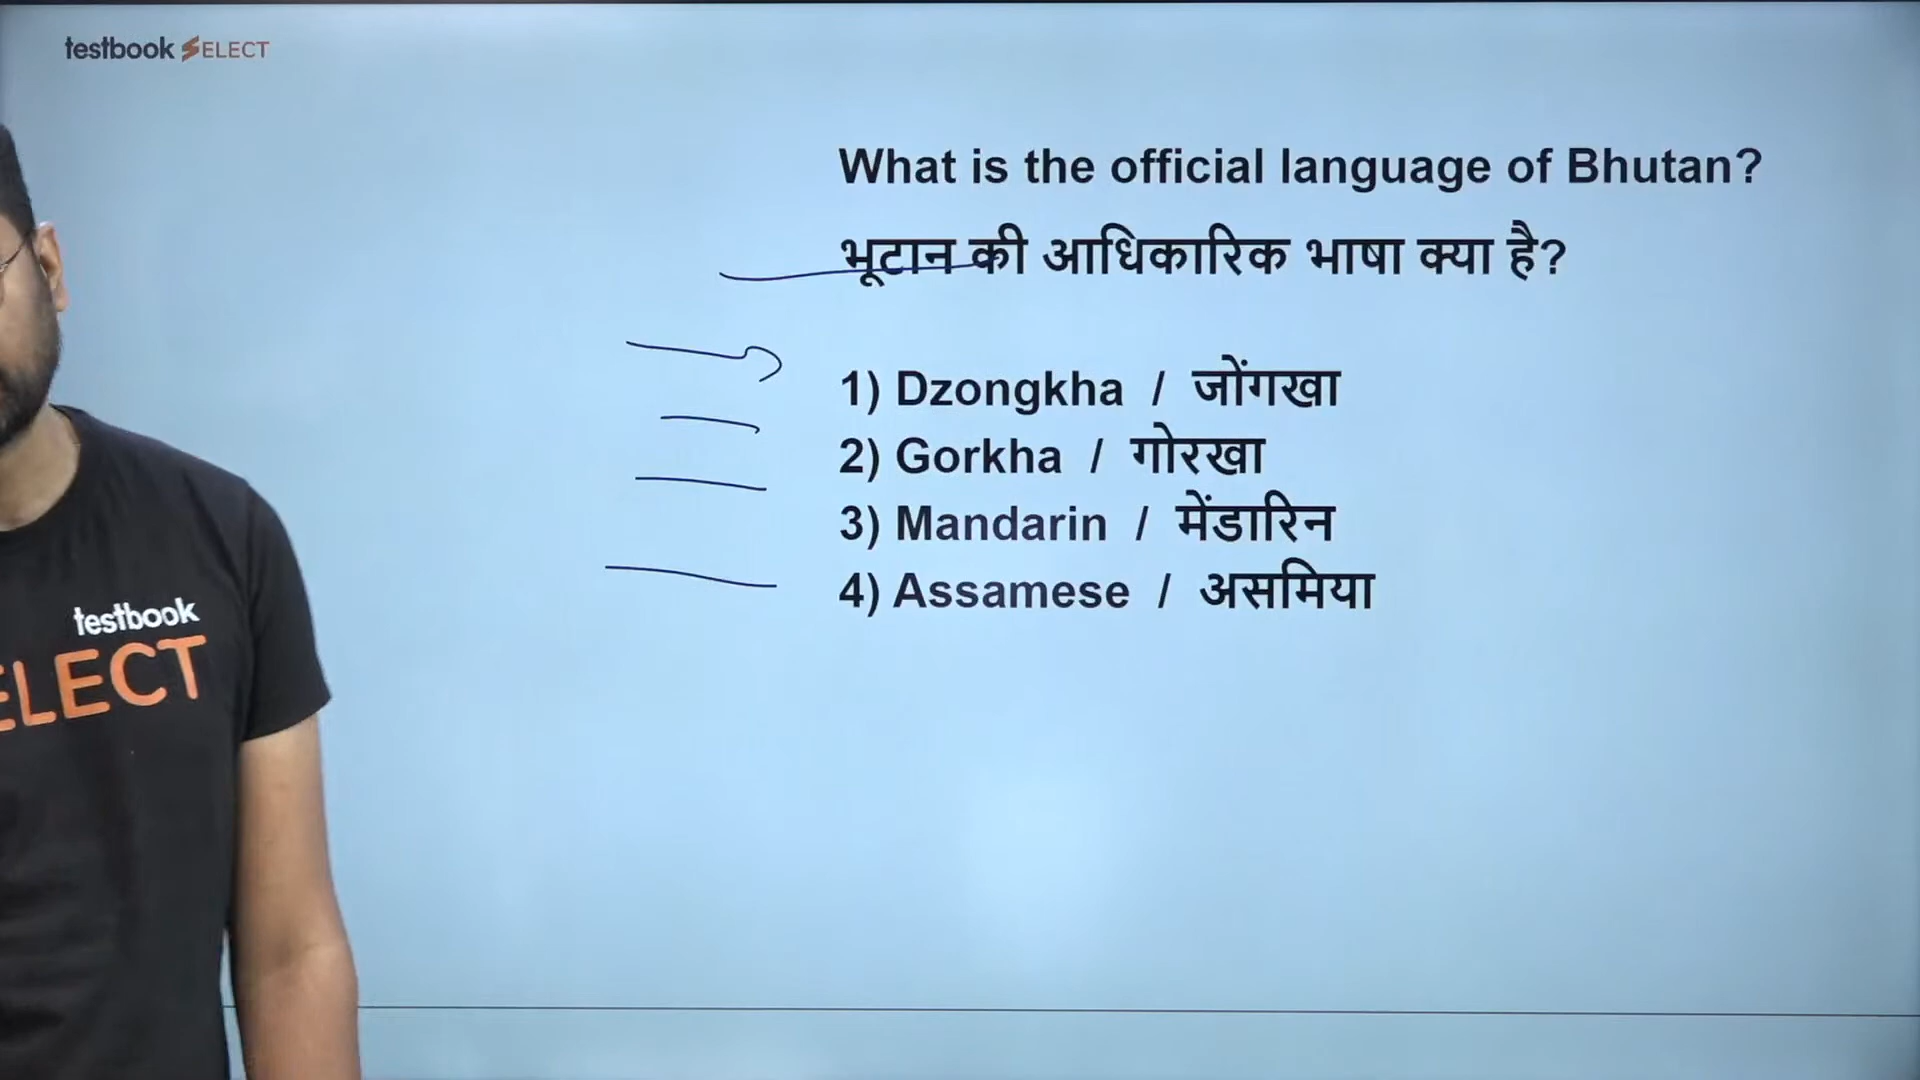 testbook SELECT
What is the official language of Bhutan?
भूटान की आधिकारिक भाषा क्या है?
1) Dzongkha / जोंगखा
2) Gorkha / गोरखा
3) Mandarin / मेंडारिन
4) Assamese / असमिया
testbook
ELECT